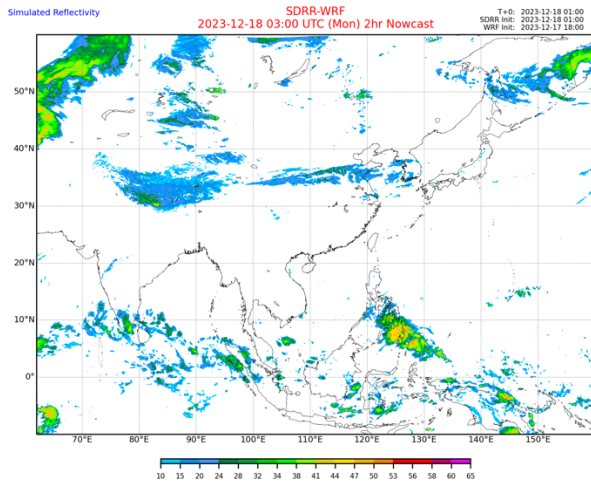 Simulated Reflectivity
SDRR-WRF
2023-12-18 03:00 UTC (Mon) 2hr Nowcast
T+0: 2023-12-18 01:00
SDRR Init: 2023-12-18 01:00
WRF Init: 2023-12-17 18:00
50°N
40°N
30°N
20°N
10°N
0°
70°E 80°E 90°E 100°E 110°E 120°E 130°E 140°E 150°E
10 15 20 24 28 32 34 38 41 44 47 50 53 56 58 60 65